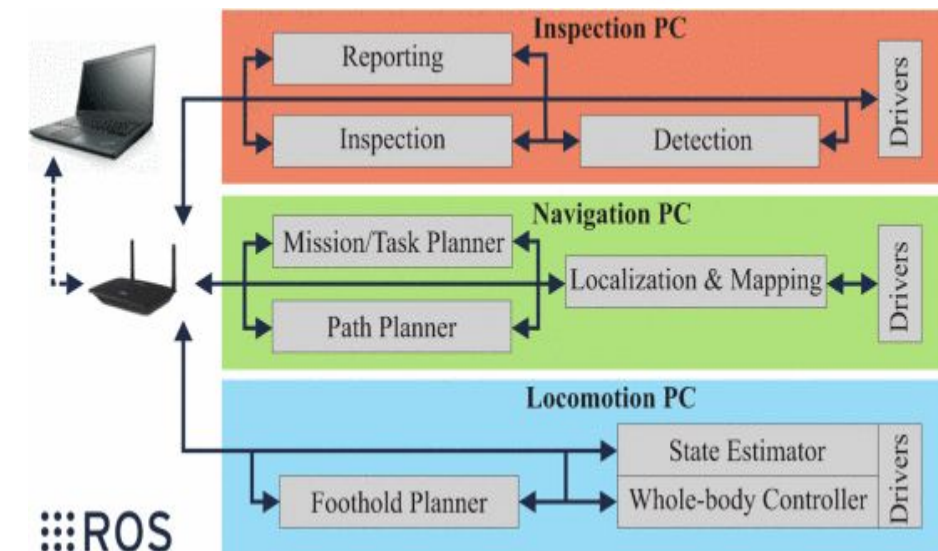 Inspection PC
Reporting
Inspection
Detection
Drivers
Navigation PC
Mission/Task Planner
Localization & Mapping
Path Planner
Drivers
Locomotion PC
State Estimator
Foothold Planner
Whole-body Controller
Drivers
ROS